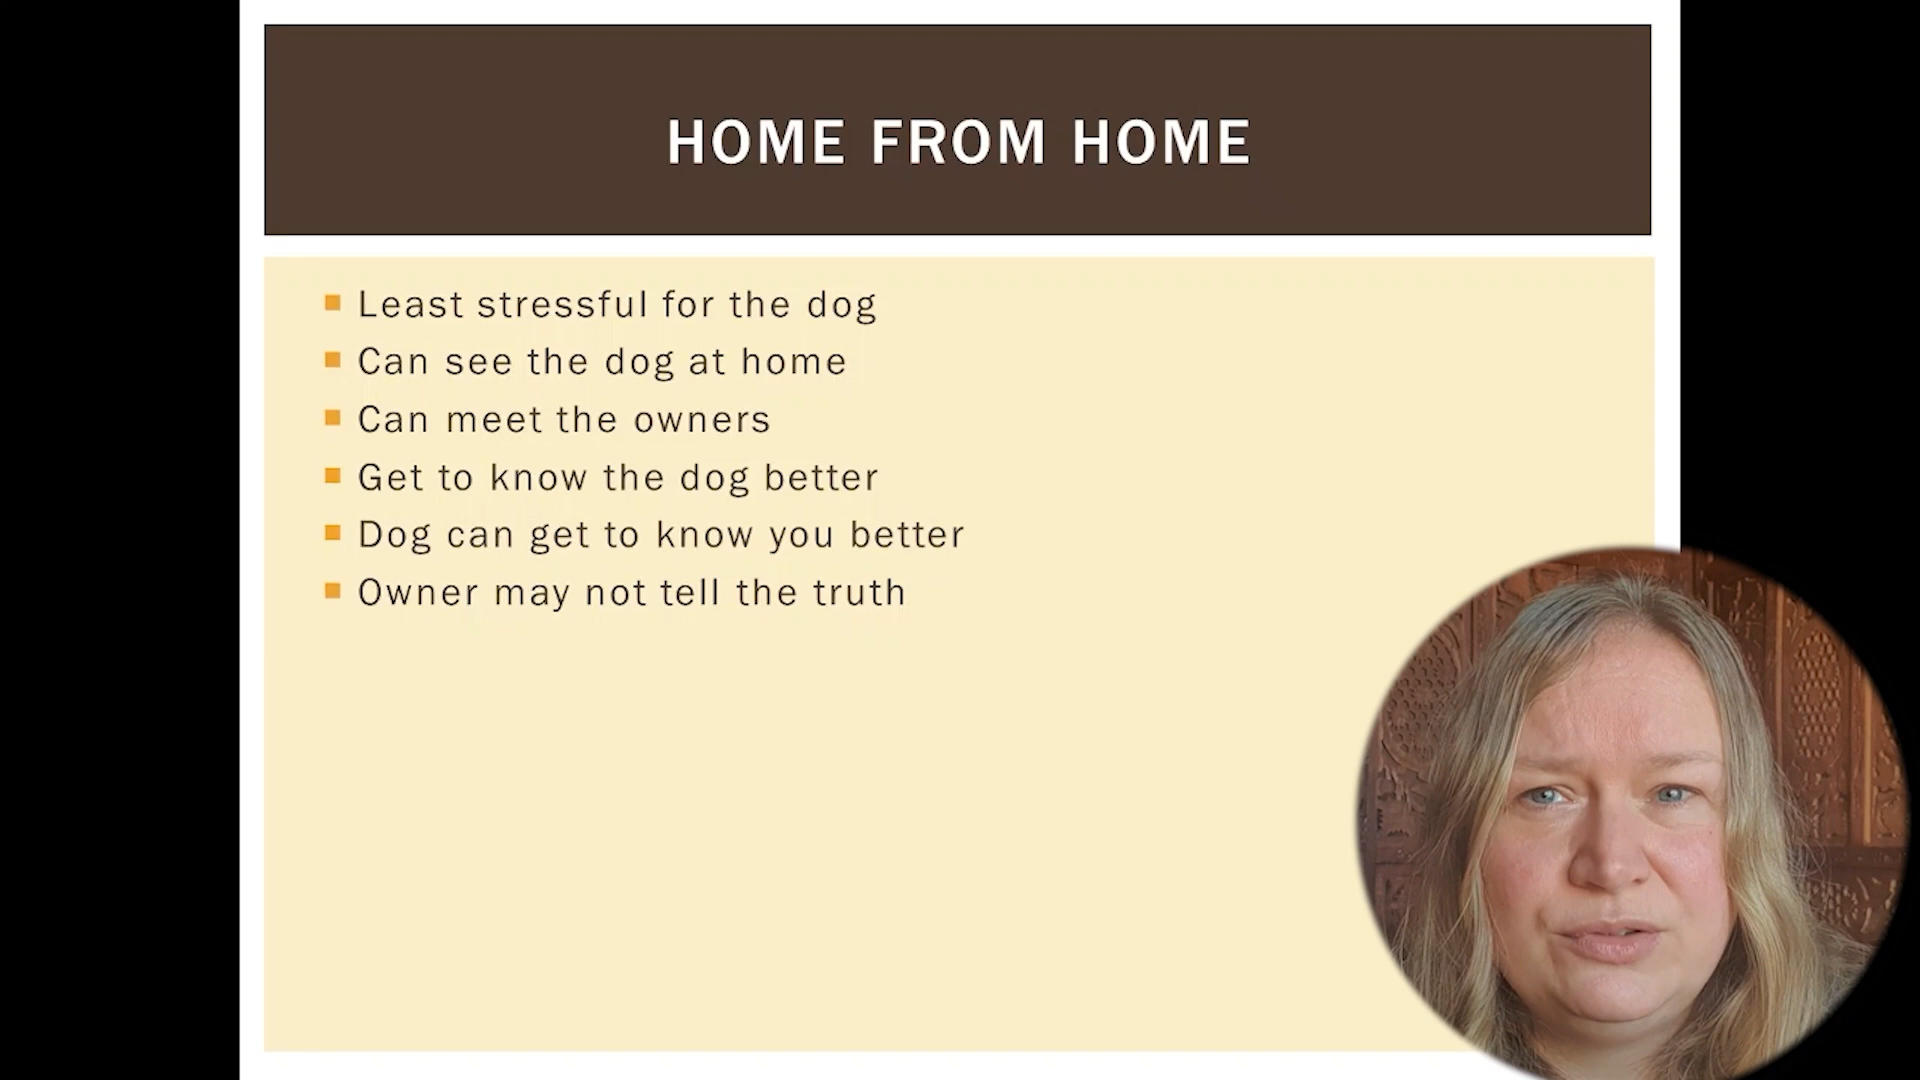 HOME FROM HOME
Least stressful for the dog
Can see the dog at home
Can meet the owners
Get to know the dog better
Dog can get to know you better
Owner may not tell the truth